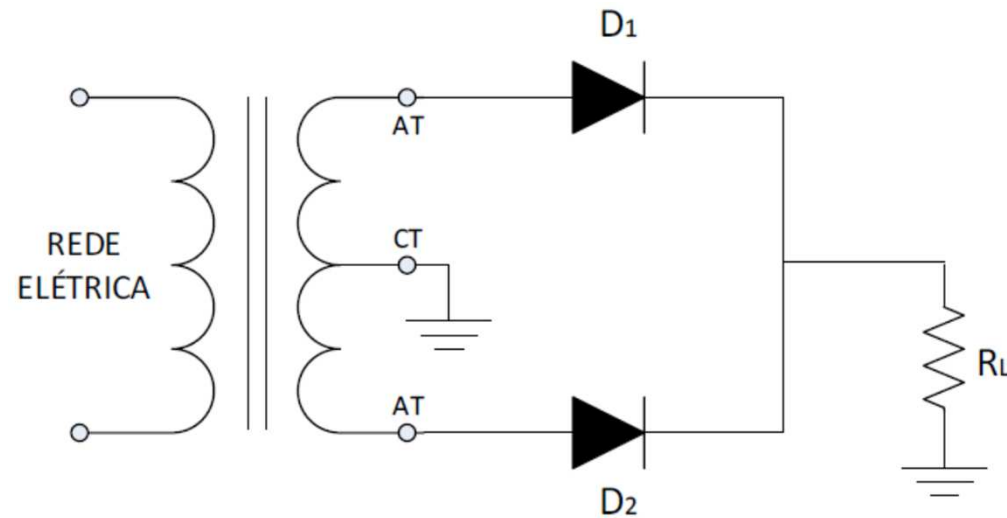 D1
AT
REDE
ELÉTRICA
CT
RL
AT
D2